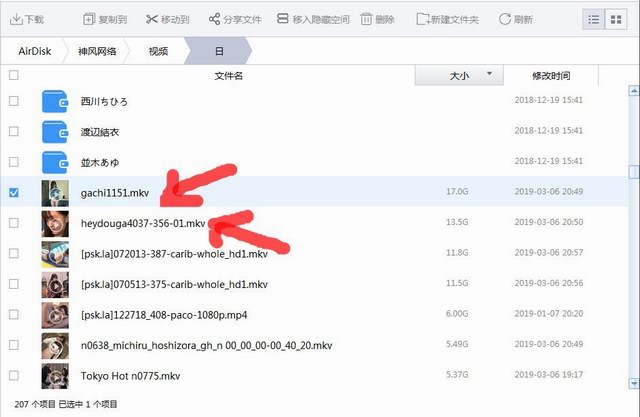 下载 复制到 移动到 分享文件 移入隐藏空间 删除 新建文件夹 刷新
AirDisk 神风网络 视频 日
文件名 大小 修改时间
西川ちひろ 2018-12-19 15:41
渡辺結衣 2018-12-19 15:41
並木あゆ 2018-12-19 15:41
gachi1151.mkv 17.0G 2019-03-06 20:49
heydouga4037-356-01.mkv 13.5G 2019-03-06 20:50
[psk.la]072013-387-carib-whole_hd1.mkv 11.8G 2019-03-06 20:57
[psk.la]070513-375-carib-whole_hd1.mkv 11.5G 2019-03-06 20:56
[psk.la]122718_408-paco-1080p.mp4 6.00G 2019-01-07 20:20
n0638_michiru_hoshizora_gh_n 00_00_00-00_40_20.mkv 5.49G 2019-03-06 20:49
Tokyo Hot n0775.mkv 5.37G 2019-03-06 19:17
207 个项目 已选中 1 个项目